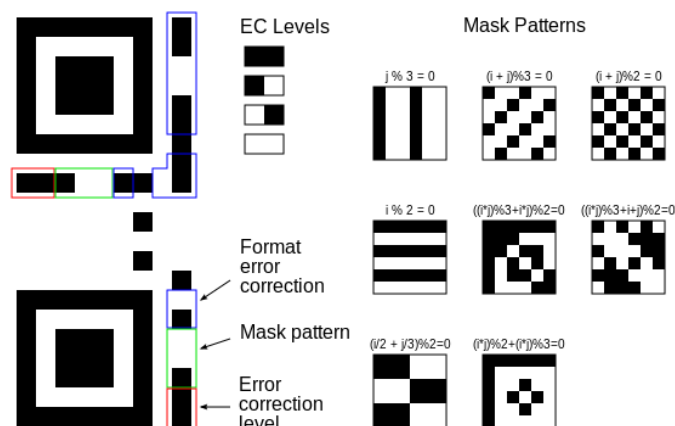 EC Levels
Mask Patterns
j % 3 = 0
(i + j)%3 = 0
(i + j)%2 = 0
i % 2 = 0
((i*j)%3+i*j)%2=0
((i*j)%3+i+j)%2=0
Format
error
correction
Mask pattern
(i/2 + j/3)%2=0
(i*j)%2+(i*j)%3=0
Error
correction
level